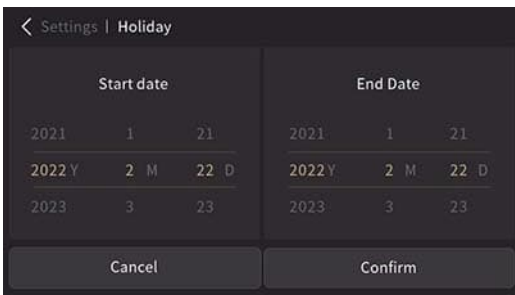 Settings | Holiday
Start date
End Date
2021 1 21
2021 1 21
2022 Y 2 M 22 D
2022 Y 2 M 22 D
2023 3 23
2023 3 23
Cancel
Confirm